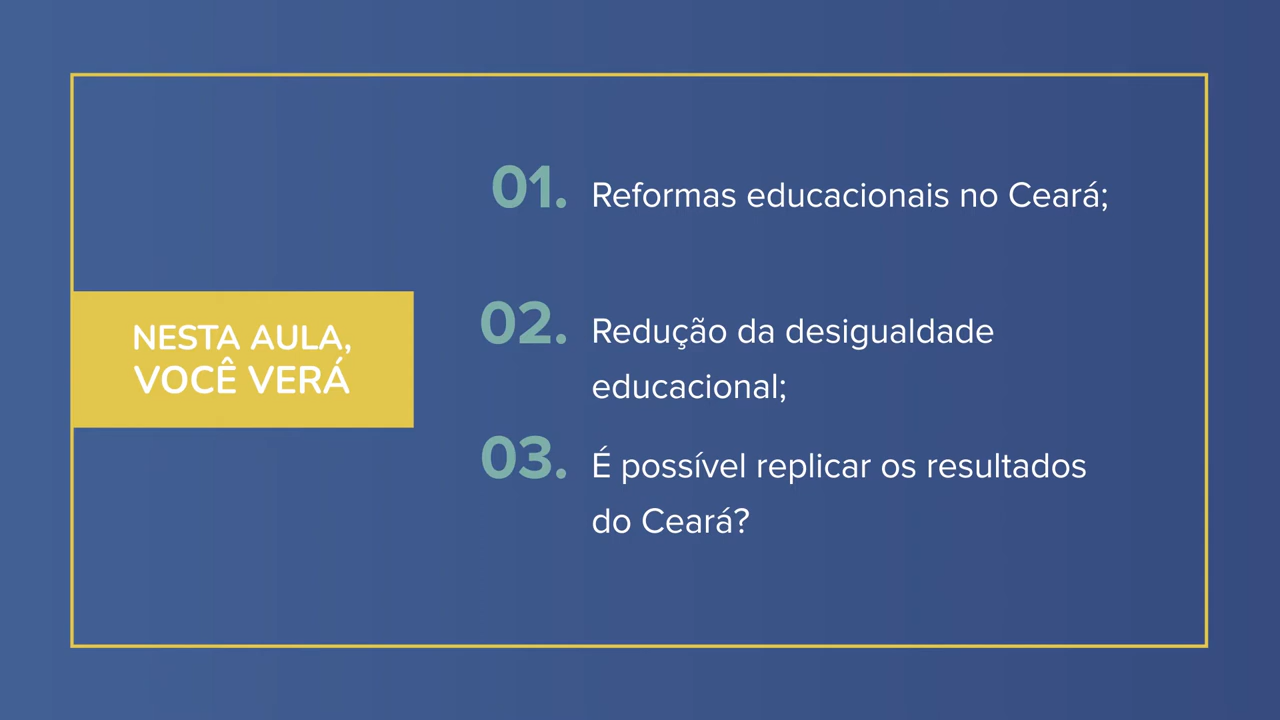 NESTA AULA,
VOCÊ VERÁ
01. Reformas educacionais no Ceará;
02. Redução da desigualdade
educacional;
03. É possível replicar os resultados
do Ceará?